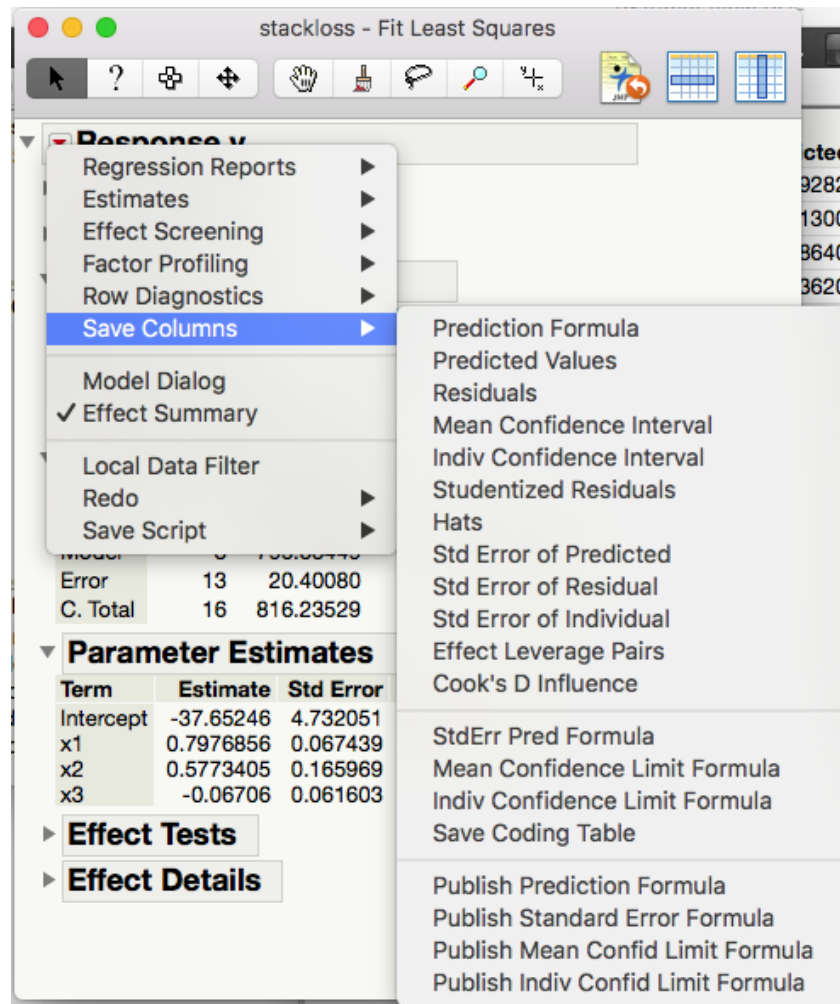 stackloss - Fit Least Squares
?
JMP
Response y
Regression Reports
Estimates
Effect Screening
Factor Profiling
Row Diagnostics
Save Columns
Model Dialog
✓ Effect Summary
Local Data Filter
Redo
Save Script
Prediction Formula
Predicted Values
Residuals
Mean Confidence Interval
Indiv Confidence Interval
Studentized Residuals
Hats
Std Error of Predicted
Std Error of Residual
Std Error of Individual
Effect Leverage Pairs
Cook's D Influence
StdErr Pred Formula
Mean Confidence Limit Formula
Indiv Confidence Limit Formula
Save Coding Table
Publish Prediction Formula
Publish Standard Error Formula
Publish Mean Confid Limit Formula
Publish Indiv Confid Limit Formula
Error 13 20.40080
C. Total 16 816.23529
Parameter Estimates
Term Estimate Std Error
Intercept -37.65246 4.732051
x1 0.7976856 0.067439
x2 0.5773405 0.165969
x3 -0.06706 0.061603
Effect Tests
Effect Details